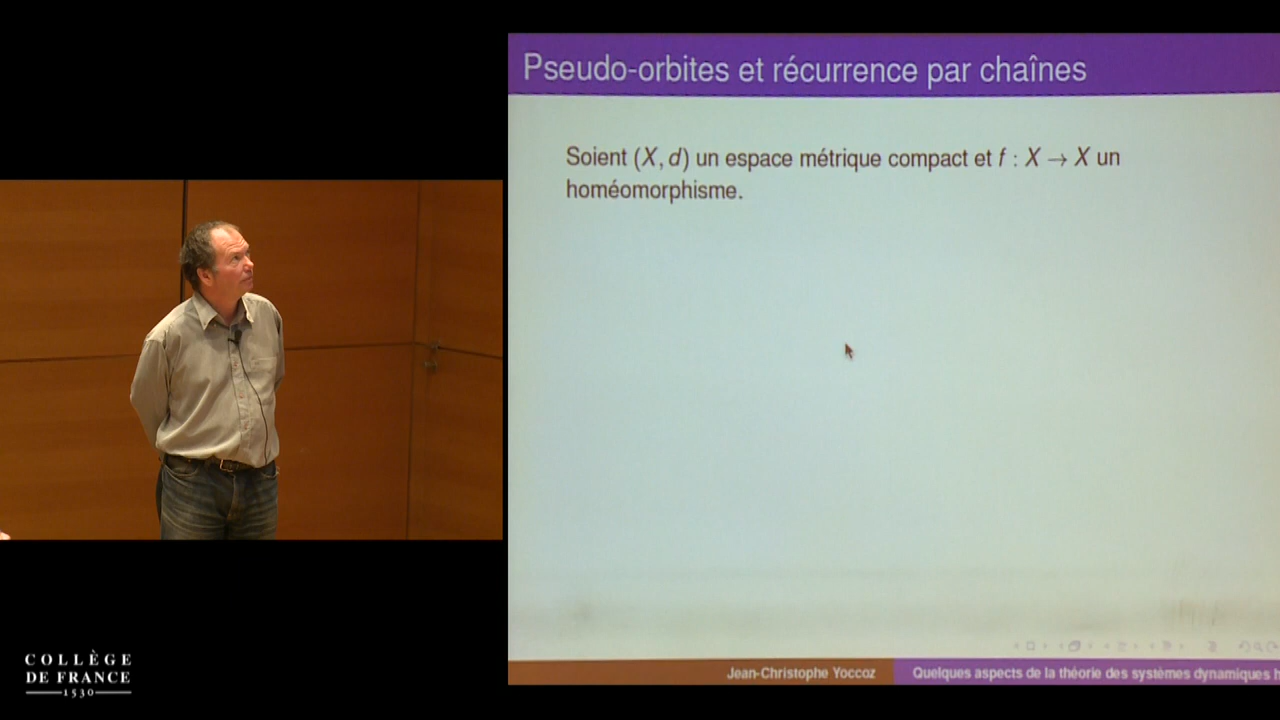 Pseudo-orbites et récurrence par chaînes
Soient (X, d) un espace métrique compact et f : X → X un
homéomorphisme.
COLLÈGE
DE FRANCE
1530
Jean-Christophe Yoccoz
Quelques aspects de la théorie des systèmes dynamiques h